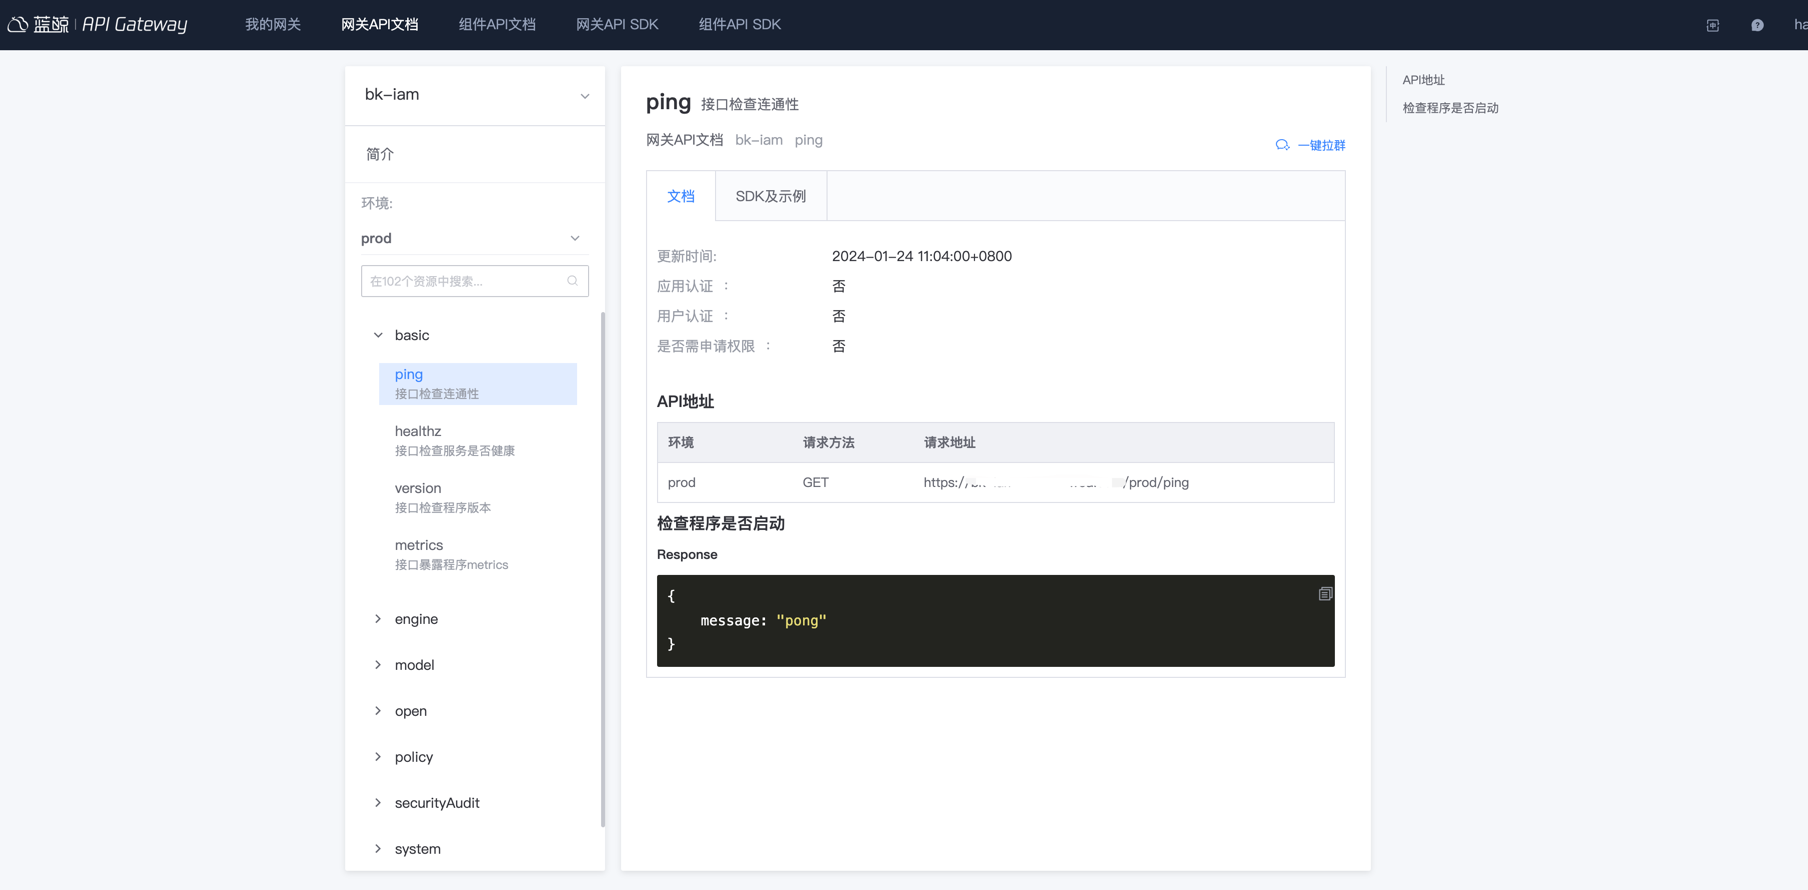 蓝鲸 | API Gateway
我的网关
网关API文档
组件API文档
网关API SDK
组件API SDK
ha
bk-iam
简介
环境:
prod
在102个资源中搜索...
basic
ping
接口检查连通性
healthz
接口检查服务是否健康
version
接口检查程序版本
metrics
接口暴露程序metrics
engine
model
open
policy
securityAudit
system
ping 接口检查连通性
网关API文档 bk-iam ping
一键拉群
文档
SDK及示例
更新时间: 2024-01-24 11:04:00+0800
应用认证 : 否
用户认证 : 否
是否需申请权限 : 否
API地址
环境 请求方法 请求地址
prod GET https:// /prod/ping
检查程序是否启动
Response
{
message: "pong"
}
API地址
检查程序是否启动